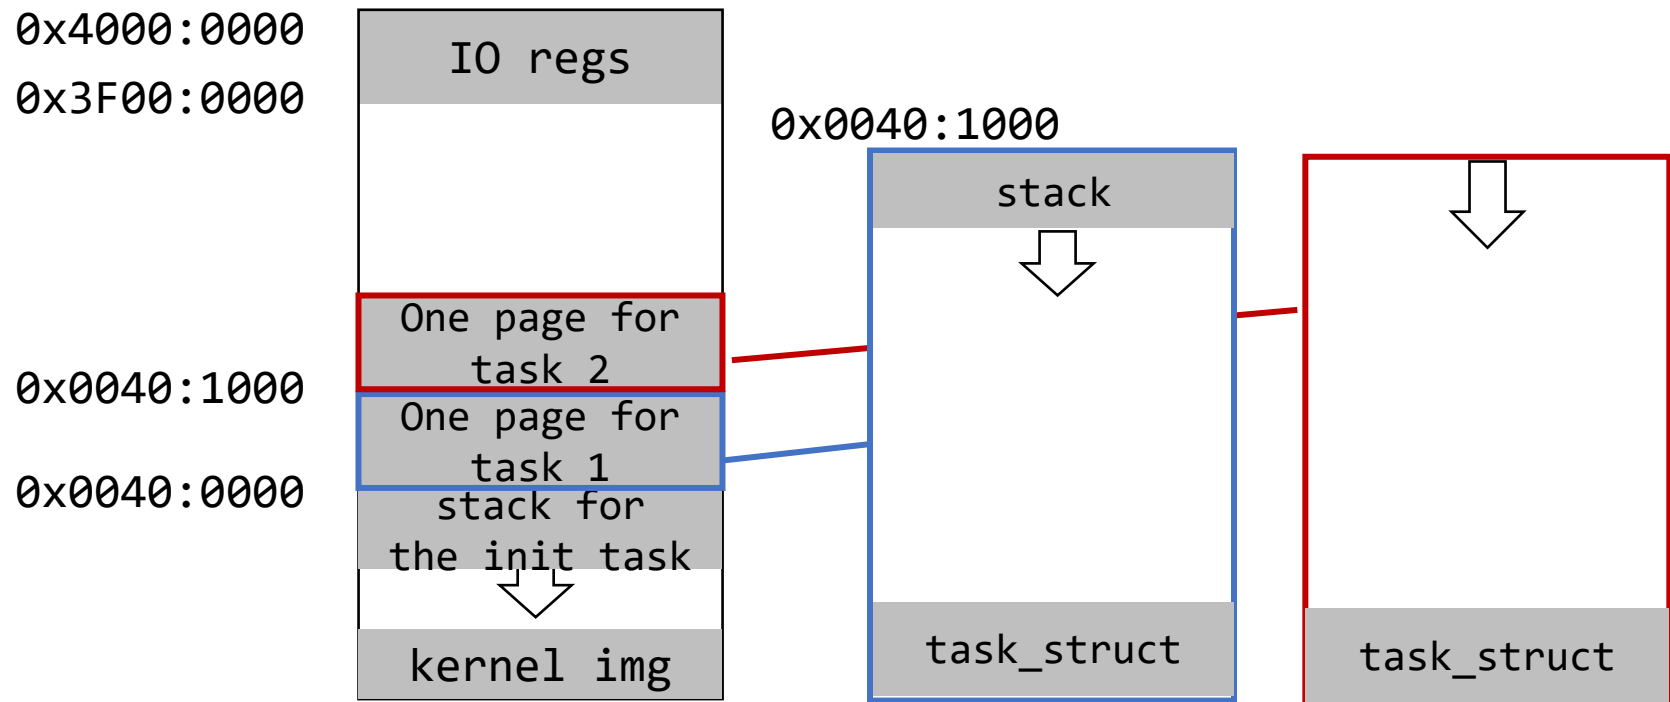 0x4000:0000
IO regs
0x3F00:0000
0x0040:1000
stack
One page for
task 2
0x0040:1000
One page for
task 1
0x0040:0000
stack for
the init task
kernel img
task_struct
task_struct